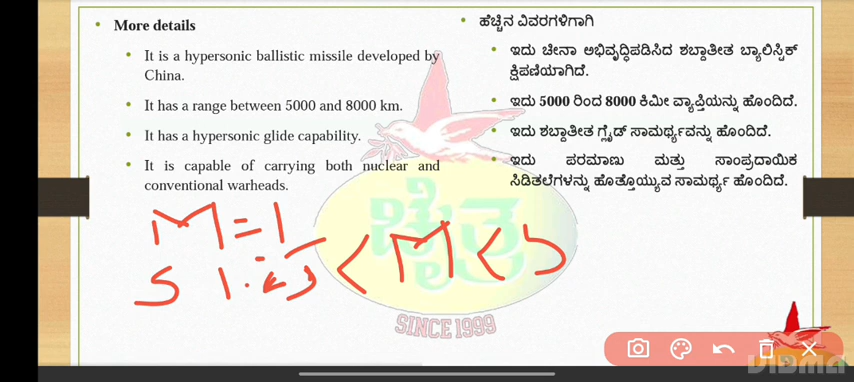 • More details
• It is a hypersonic ballistic missile developed by
China.
• It has a range between 5000 and 8000 km.
• It has a hypersonic glide capability.
• It is capable of carrying both nuclear and
conventional warheads.
• ಹೆಚ್ಚಿನ ವಿವರಗಳಿಗಾಗಿ
• ಇದು ಚೀನಾ ಅಭಿವೃದ್ಧಿಪಡಿಸಿದ ಶಬ್ದಾತೀತ ಬ್ಯಾಲಿಸ್ಟಿಕ್
ಕ್ಷಿಪಣಿಯಾಗಿದೆ.
• ಇದು 5000 ರಿಂದ 8000 ಕಿಮೀ ವ್ಯಾಪ್ತಿಯನ್ನು ಹೊಂದಿದೆ.
• ಇದು ಶಬ್ದಾತೀತ ಗ್ಲೈಡ್ ಸಾಮರ್ಥ್ಯವನ್ನು ಹೊಂದಿದೆ.
• ಇದು ಪರಮಾಣು ಮತ್ತು ಸಾಂಪ್ರದಾಯಿಕ
ಸಿಡಿತಲೆಗಳನ್ನು ಹೊತ್ತೊಯ್ಯುವ ಸಾಮರ್ಥ್ಯ ಹೊಂದಿದೆ.
M=1
S < M < 5
ಚೈತ್ರ
SINCE 1999